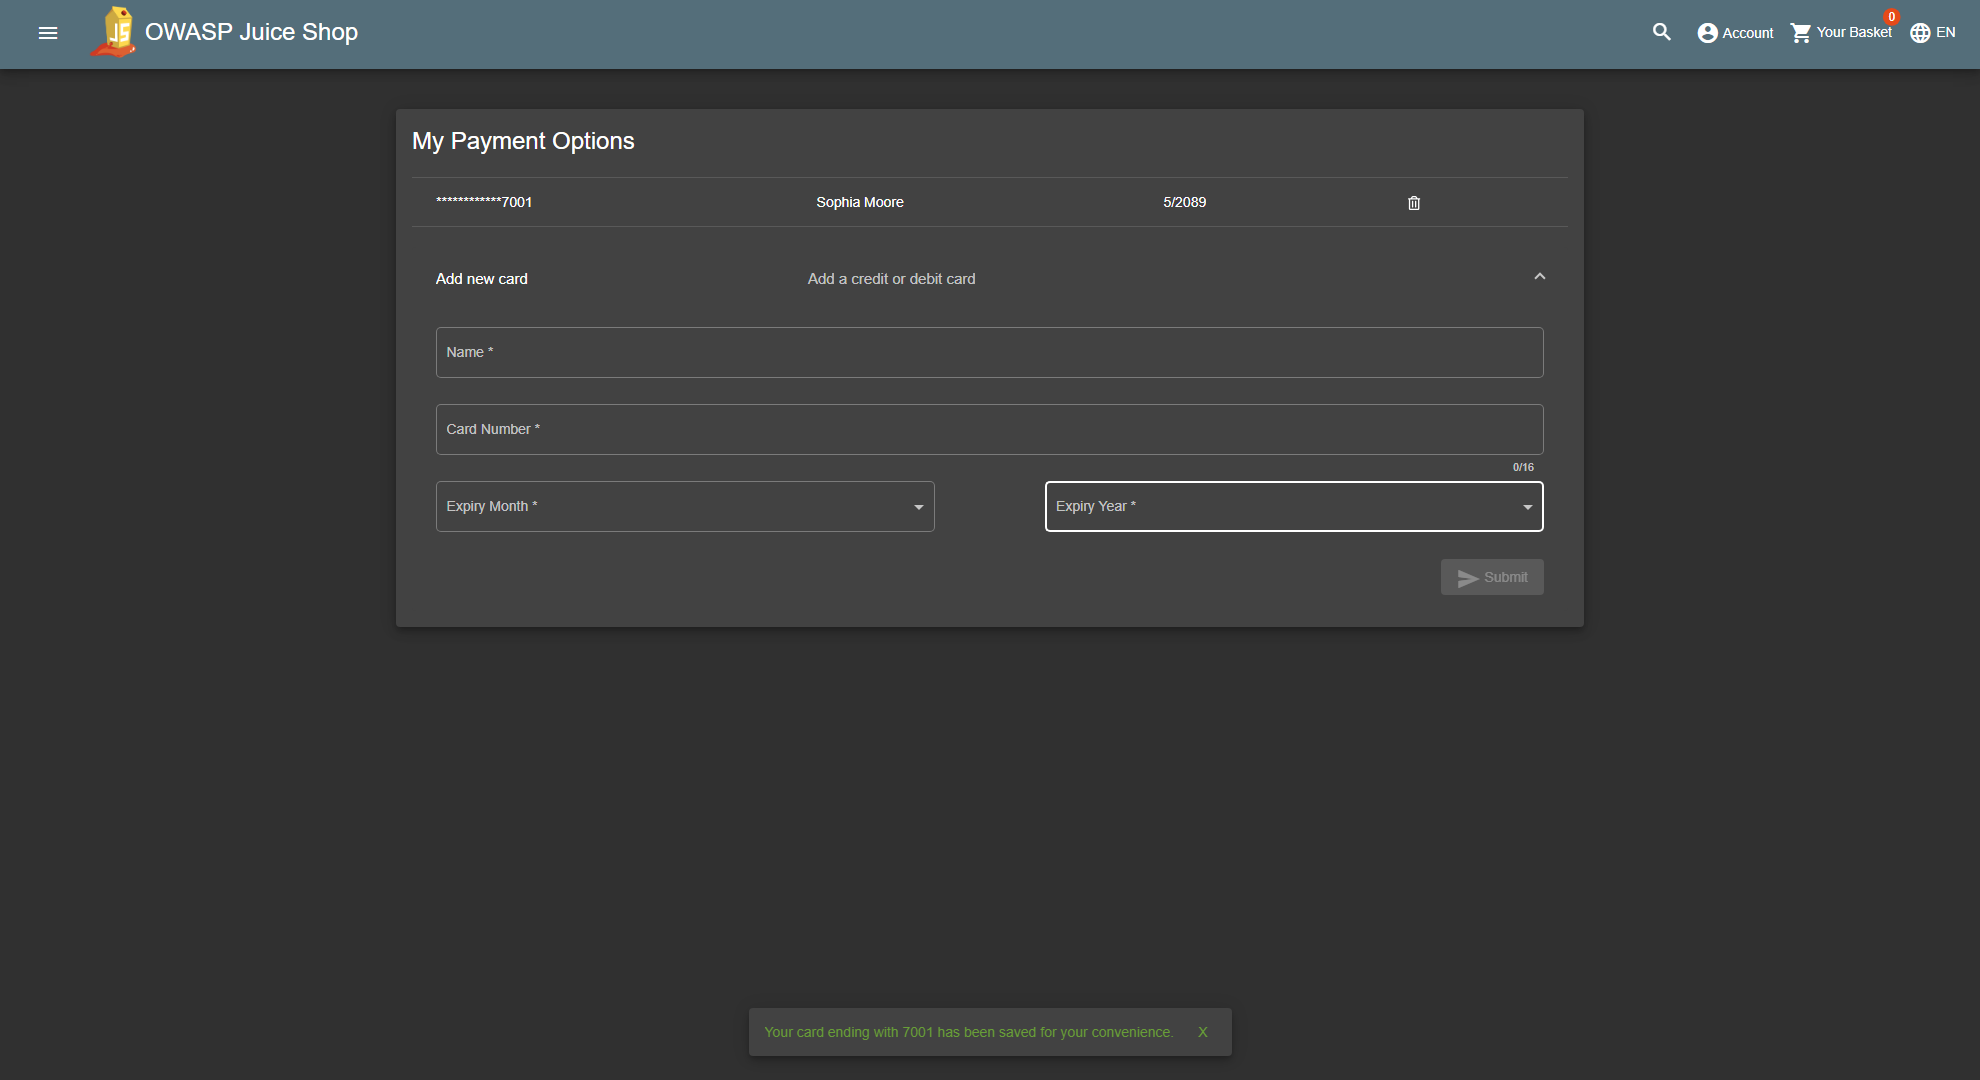 OWASP Juice Shop
Account
Your Basket
0
EN
My Payment Options
************7001 Sophia Moore 5/2089
Add new card Add a credit or debit card
Name *
Card Number *
0/16
Expiry Month * Expiry Year *
Submit
Your card ending with 7001 has been saved for your convenience. X